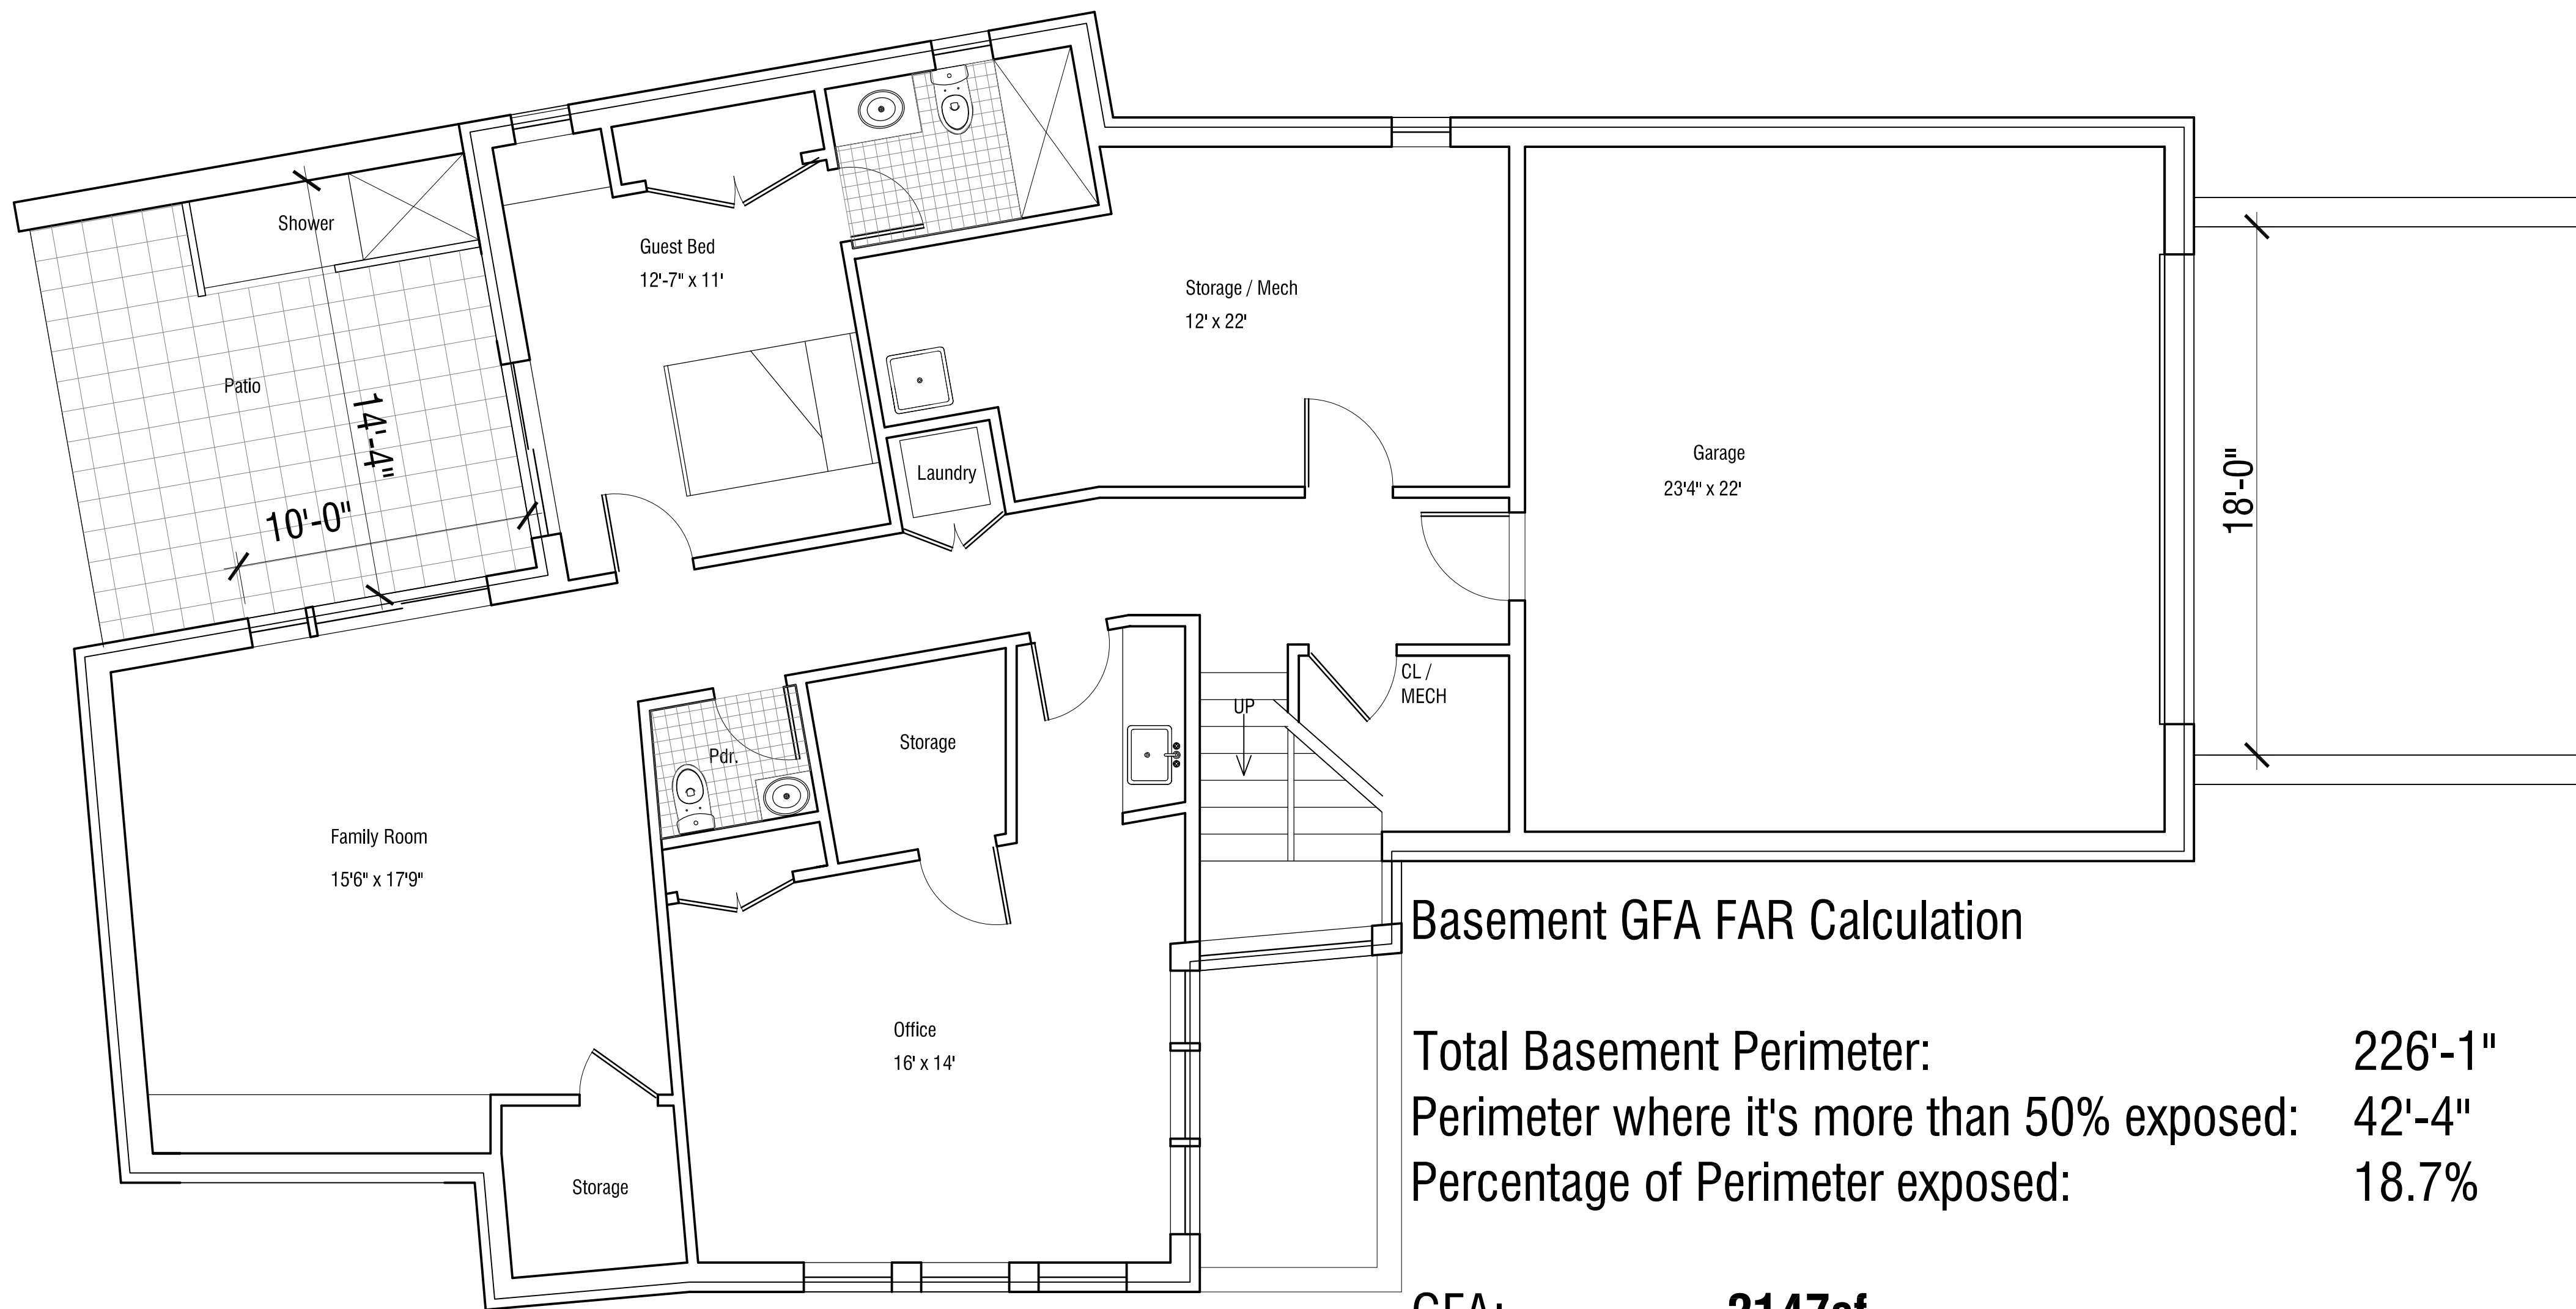 Shower
Guest Bed
12'-7" x 11'
Storage / Mech
12' x 22'
Patio
14'-4"
10'-0"
Laundry
Garage
23'4" x 22'
18'-0"
CL /
MECH
UP
Storage
Pdr.
Family Room
15'6" x 17'9"
Office
16' x 14'
Storage
Basement GFA FAR Calculation
Total Basement Perimeter: 226'-1"
Perimeter where it's more than 50% exposed: 42'-4"
Percentage of Perimeter exposed: 18.7%
GFA: 2147sf